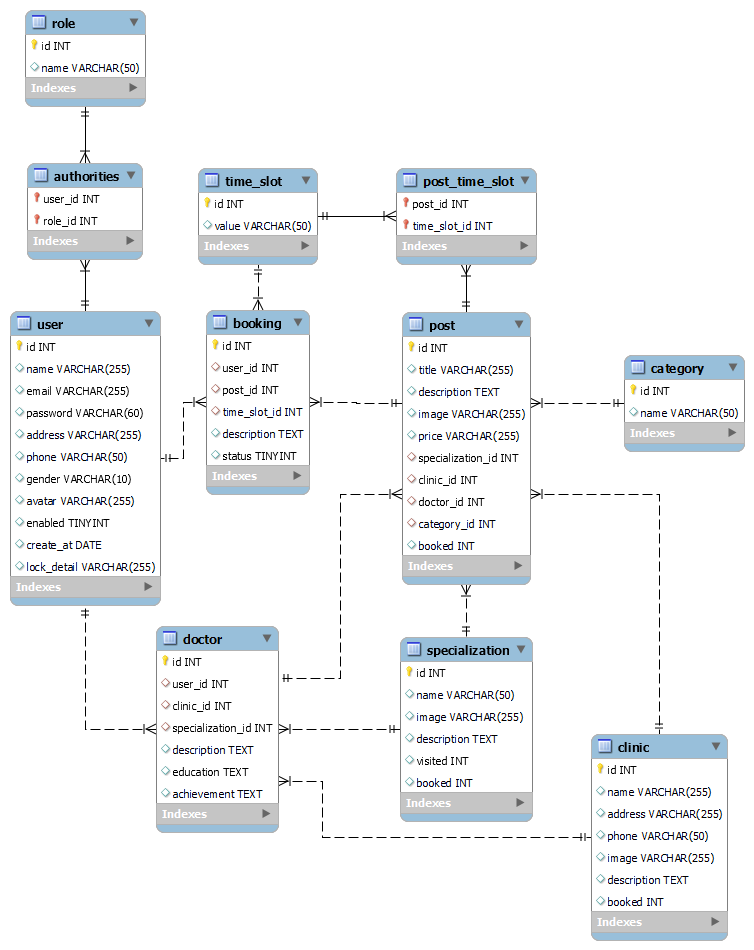 role
id INT
name VARCHAR(50)
Indexes
authorities
user_id INT
role_id INT
Indexes
time_slot
id INT
value VARCHAR(50)
Indexes
post_time_slot
post_id INT
time_slot_id INT
Indexes
user
id INT
name VARCHAR(255)
email VARCHAR(255)
password VARCHAR(60)
address VARCHAR(255)
phone VARCHAR(50)
gender VARCHAR(10)
avatar VARCHAR(255)
enabled TINYINT
create_at DATE
lock_detail VARCHAR(255)
Indexes
booking
id INT
user_id INT
post_id INT
time_slot_id INT
description TEXT
status TINYINT
Indexes
post
id INT
title VARCHAR(255)
description TEXT
image VARCHAR(255)
price VARCHAR(255)
specialization_id INT
clinic_id INT
doctor_id INT
category_id INT
booked INT
Indexes
category
id INT
name VARCHAR(50)
Indexes
doctor
id INT
user_id INT
clinic_id INT
specialization_id INT
description TEXT
education TEXT
achievement TEXT
Indexes
specialization
id INT
name VARCHAR(50)
image VARCHAR(255)
description TEXT
visited INT
booked INT
Indexes
clinic
id INT
name VARCHAR(255)
address VARCHAR(255)
phone VARCHAR(50)
image VARCHAR(255)
description TEXT
booked INT
Indexes